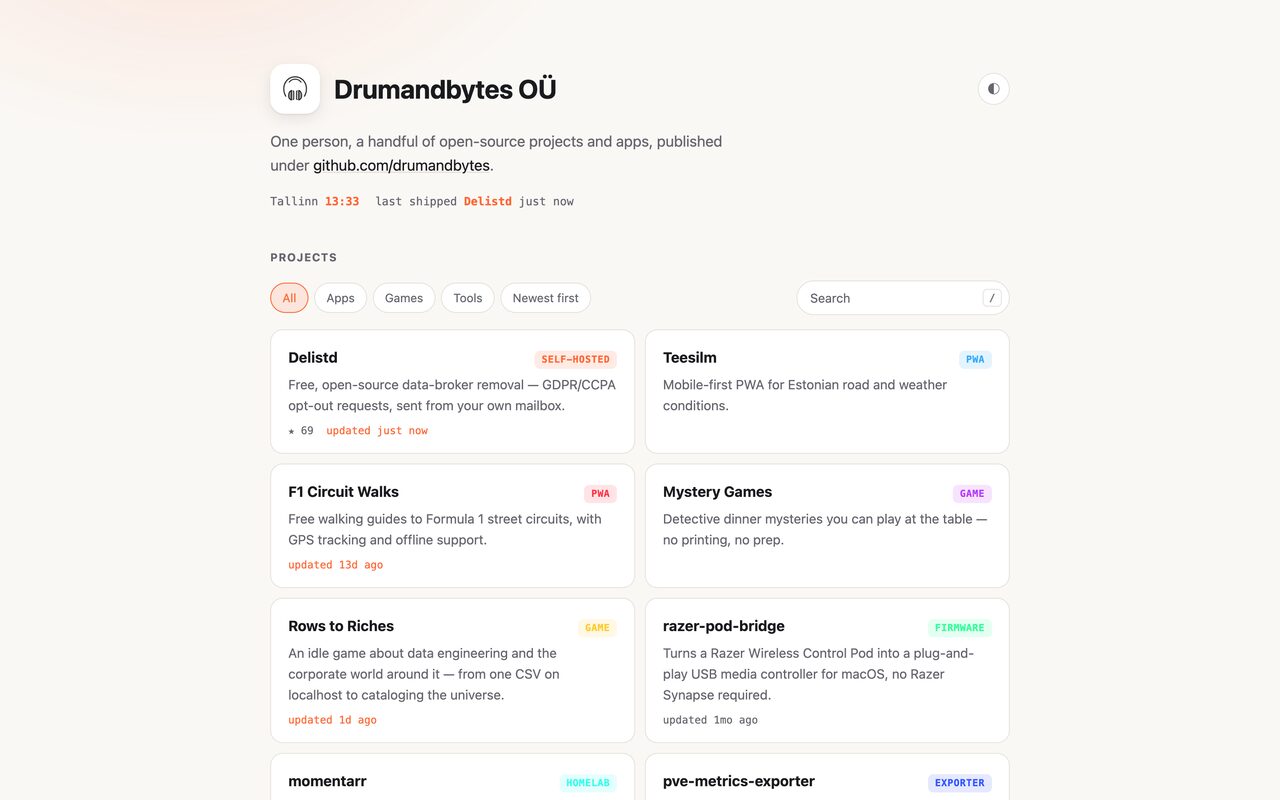 Drumandbytes OÜ
One person, a handful of open-source projects and apps, published
under github.com/drumandbytes.
Tallinn 13:33 last shipped Delistd just now
PROJECTS
All Apps Games Tools Newest first Search /
Delistd SELF-HOSTED
Free, open-source data-broker removal — GDPR/CCPA
opt-out requests, sent from your own mailbox.
★ 69 updated just now
Teesilm PWA
Mobile-first PWA for Estonian road and weather
conditions.
F1 Circuit Walks PWA
Free walking guides to Formula 1 street circuits, with
GPS tracking and offline support.
updated 13d ago
Mystery Games GAME
Detective dinner mysteries you can play at the table —
no printing, no prep.
Rows to Riches GAME
An idle game about data engineering and the
corporate world around it — from one CSV on
localhost to cataloging the universe.
updated 1d ago
razer-pod-bridge FIRMWARE
Turns a Razer Wireless Control Pod into a plug-and-
play USB media controller for macOS, no Razer
Synapse required.
updated 1mo ago
momentarr HOMELAB
pve-metrics-exporter EXPORTER